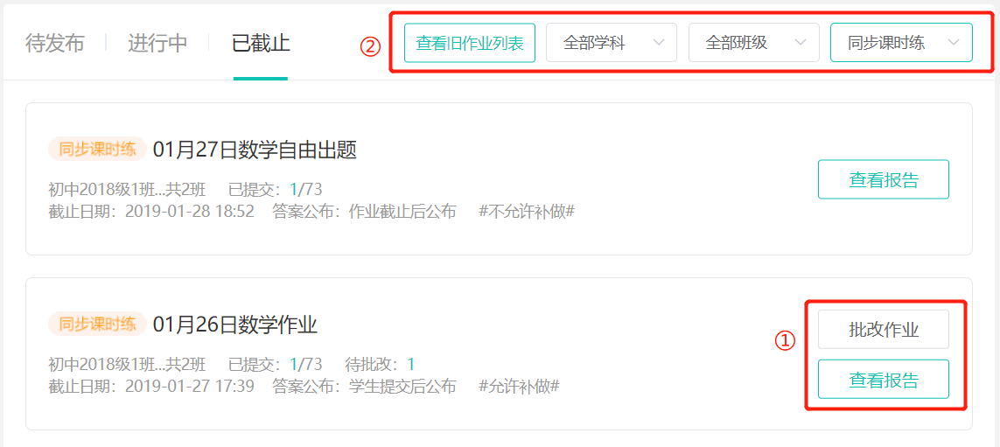 待发布 进行中 已截止 ② 查看旧作业列表 全部学科 全部班级 同步课时练
同步课时练 01月27日数学自由出题
初中2018级1班...共2班 已提交：1/73
截止日期：2019-01-28 18:52 答案公布：作业截止后公布 #不允许补做#
查看报告
同步课时练 01月26日数学作业
初中2018级1班...共2班 已提交：1/73 待批改：1
截止日期：2019-01-27 17:39 答案公布：学生提交后公布 #允许补做#
①
批改作业
查看报告